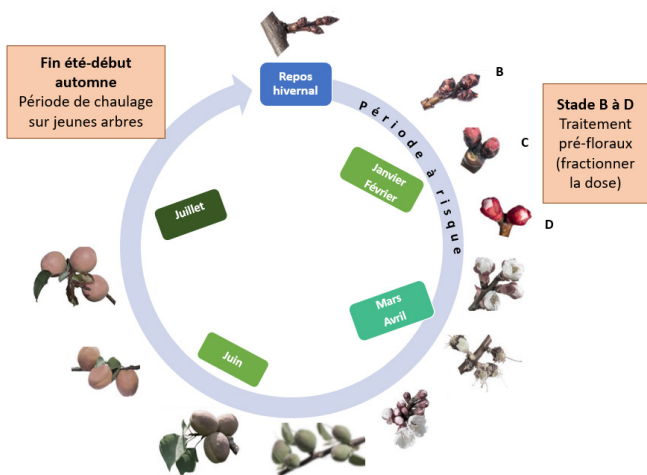 Fin été-début
automne
Période de chaulage
sur jeunes arbres
Repos
hivernal
B
Période à risque
C
Stade B à D
Traitement
pré-floraux
(fractionner
la dose)
Janvier
Février
D
Juillet
Mars
Avril
Juin